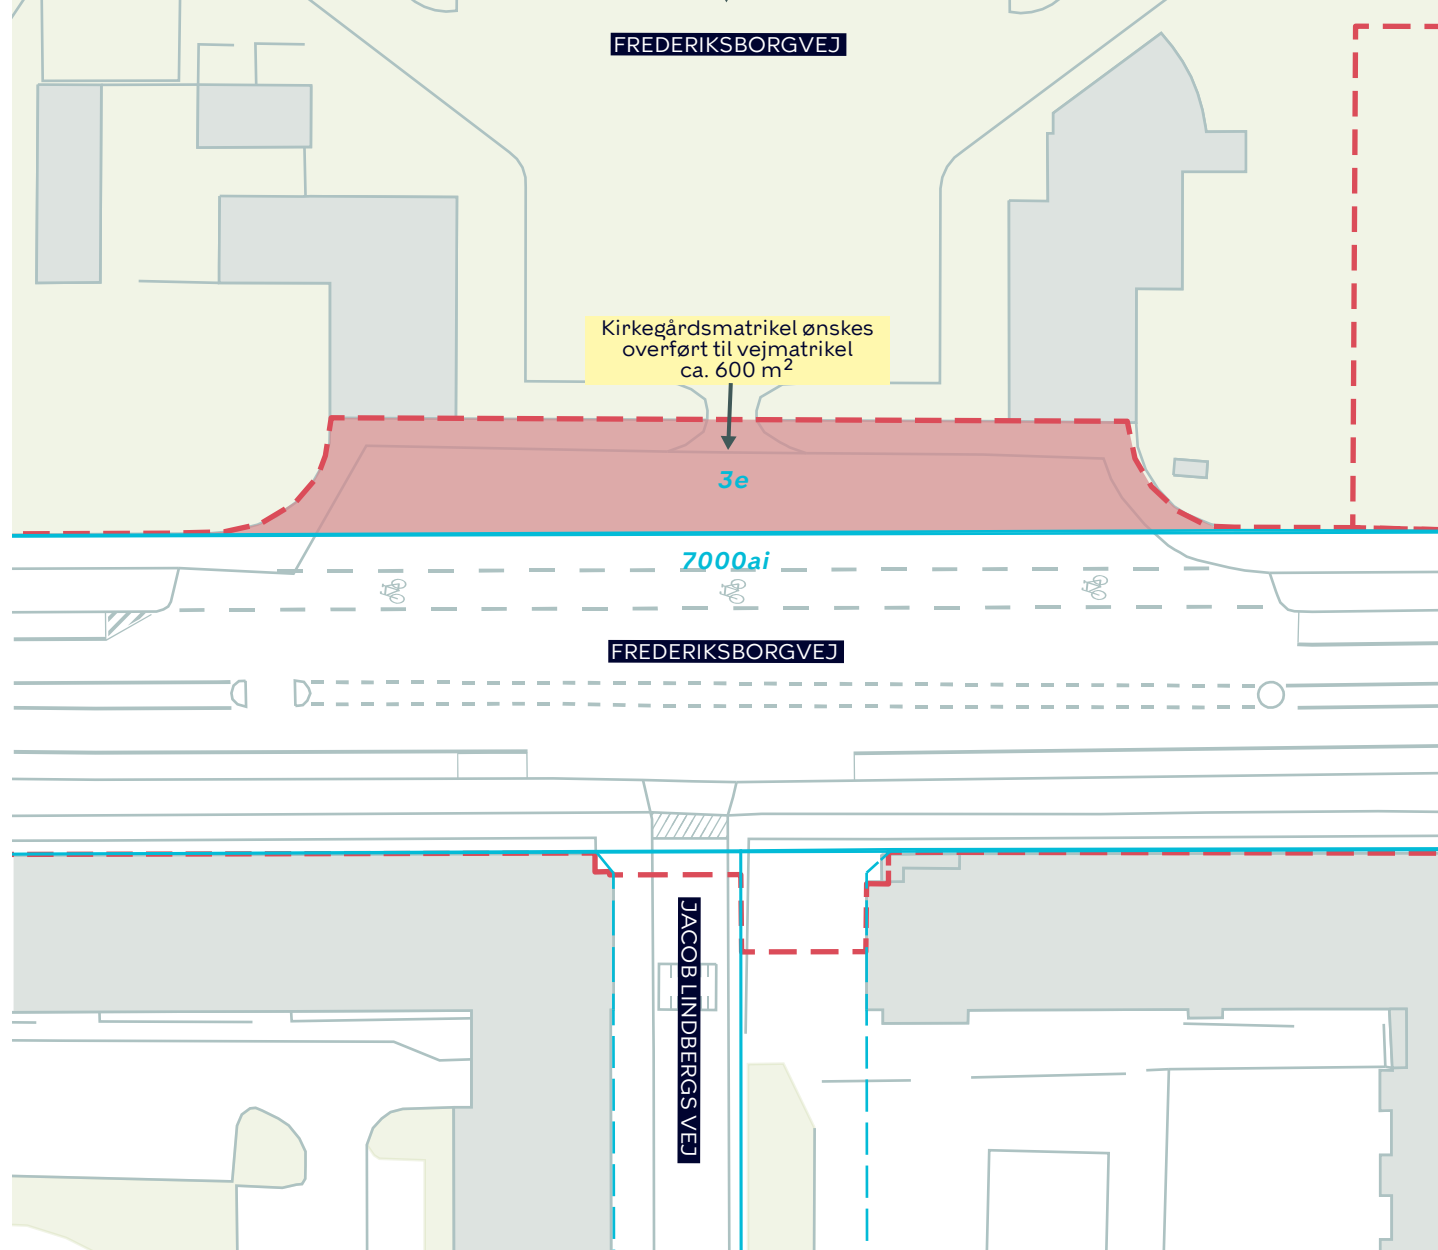 FREDERIKSBORGVEJ
Kirkegårdsmatrikel ønskes
overført til vejmatrikel
ca. 600 m²
3e
7000ai
FREDERIKSBORGVEJ
JACOB LINDBERGS VEJ